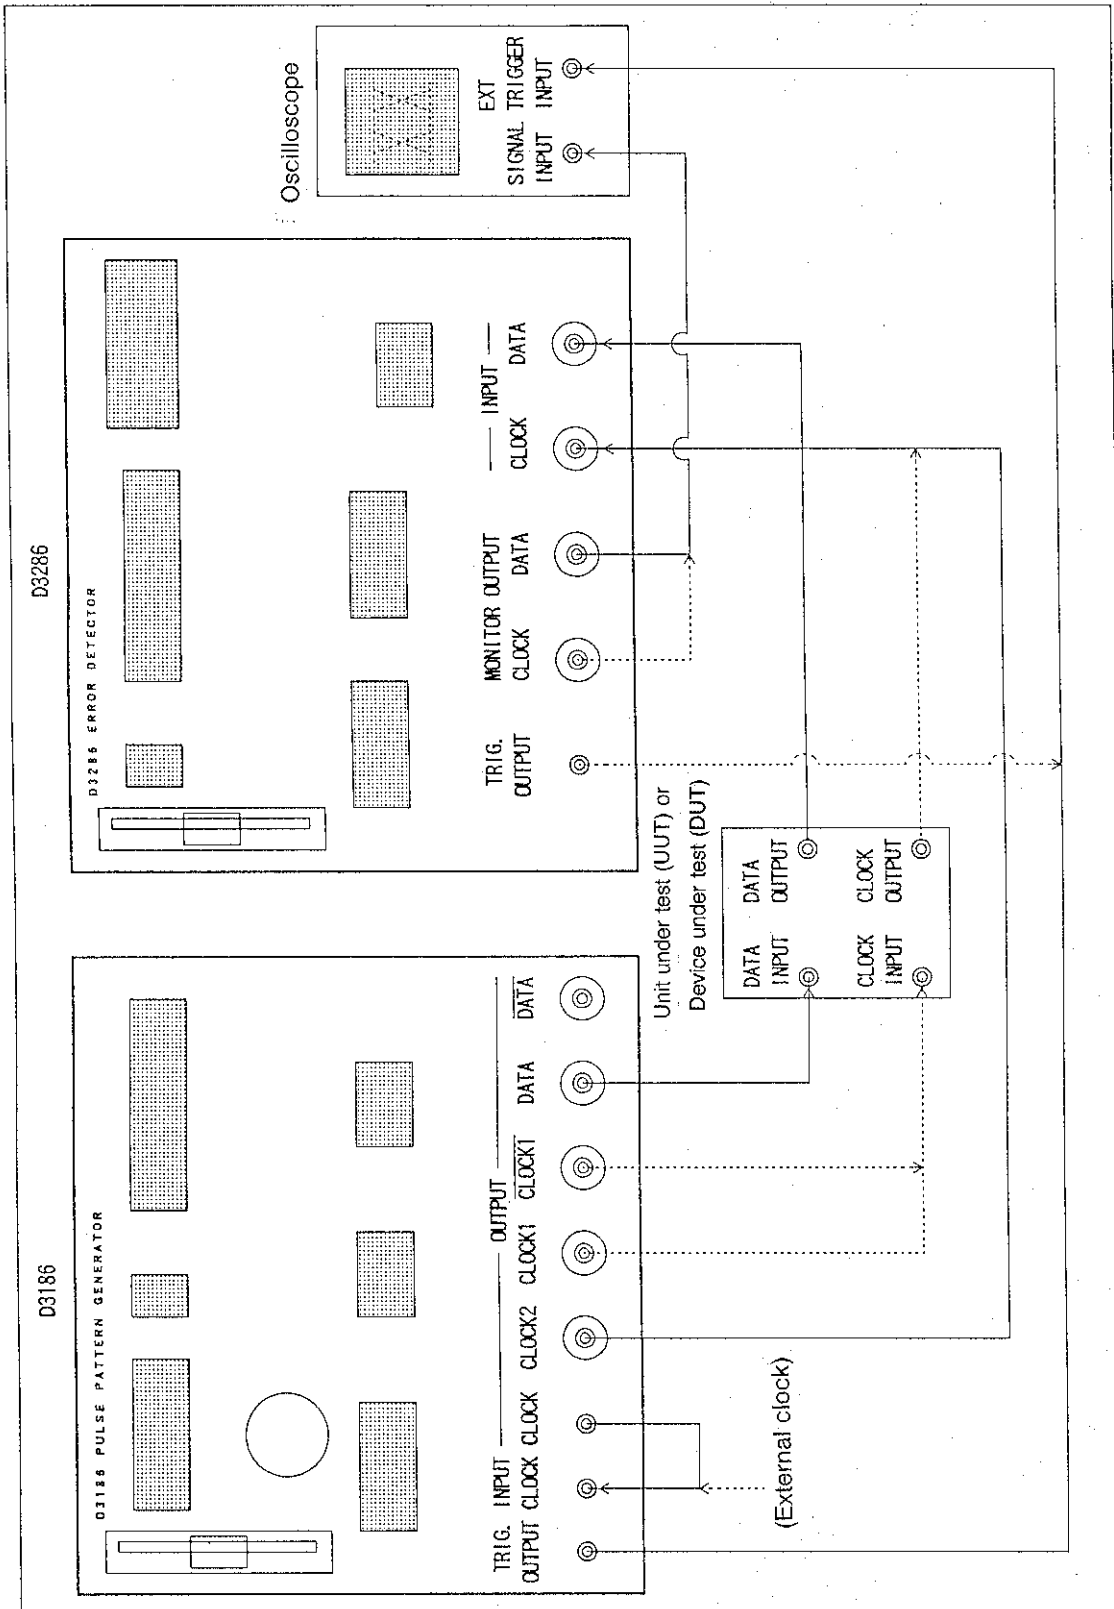 D3186
D3186 PULSE PATTERN GENERATOR
TRIG. OUTPUT
INPUT CLOCK
OUTPUT
CLOCK
CLOCK2
CLOCK1
CLOCK1
DATA
DATA
(External clock)
D3286
D3286 ERROR DETECTOR
TRIG. OUTPUT
MONITOR OUTPUT
CLOCK
DATA
INPUT
CLOCK
DATA
Unit under test (UUT) or
Device under test (DUT)
DATA INPUT
DATA OUTPUT
CLOCK INPUT
CLOCK OUTPUT
Oscilloscope
SIGNAL INPUT
EXT TRIGGER INPUT